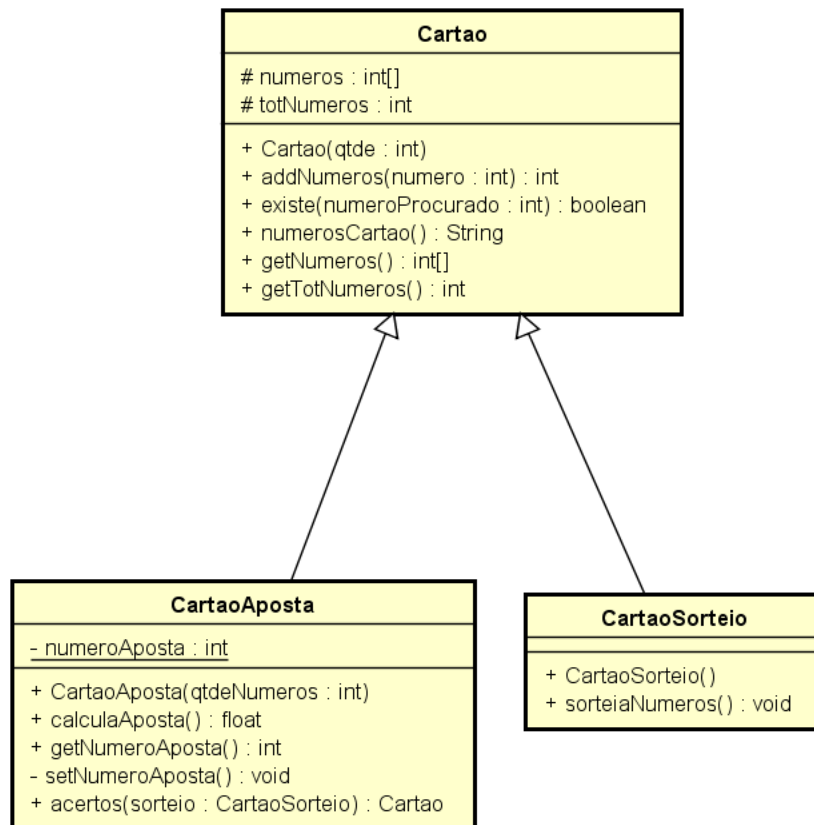 Cartao
# numeros : int[]
# totNumeros : int
+ Cartao(qtde : int)
+ addNumeros(numero : int) : int
+ existe(numeroProcurado : int) : boolean
+ numerosCartao() : String
+ getNumeros() : int[]
+ getTotNumeros() : int
CartaoAposta
- numeroAposta : int
+ CartaoAposta(qtdeNumeros : int)
+ calculaAposta() : float
+ getNumeroAposta() : int
- setNumeroAposta() : void
+ acertos(sorteio : CartaoSorteio) : Cartao
CartaoSorteio
+ CartaoSorteio()
+ sorteiaNumeros() : void